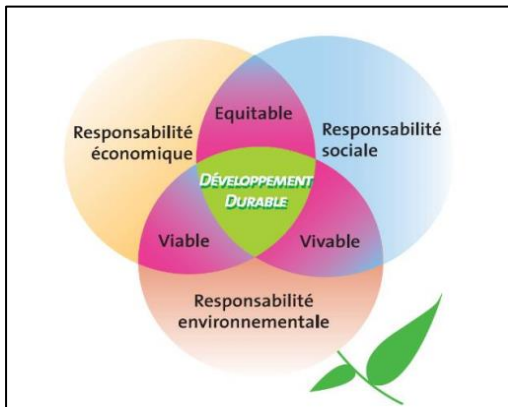 Equitable
Responsabilité
économique
Responsabilité
sociale
DÉVELOPPEMENT
DURABLE
Viable
Vivable
Responsabilité
environnementale